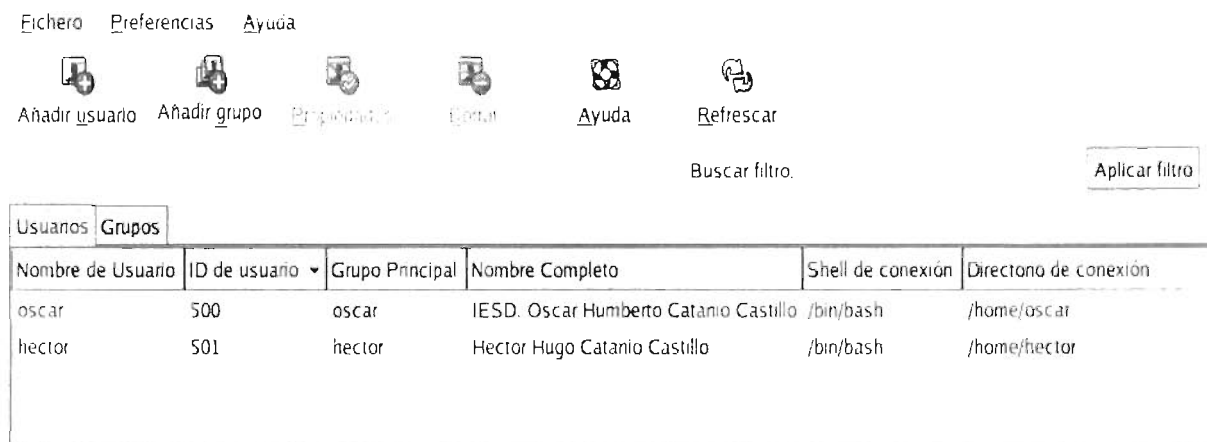 Fichero Preferencias Ayuda
Añadir usuario Añadir grupo Propiedades Ayuda Refrescar
Buscar filtro. Aplicar filtro
Usuarios Grupos
Nombre de Usuario ID de usuario Grupo Principal Nombre Completo Shell de conexión Directorio de conexión
oscar 500 oscar IESD. Oscar Humberto Catanio Castillo /bin/bash /home/oscar
hector 501 hector Hector Hugo Catanio Castillo /bin/bash /home/hector